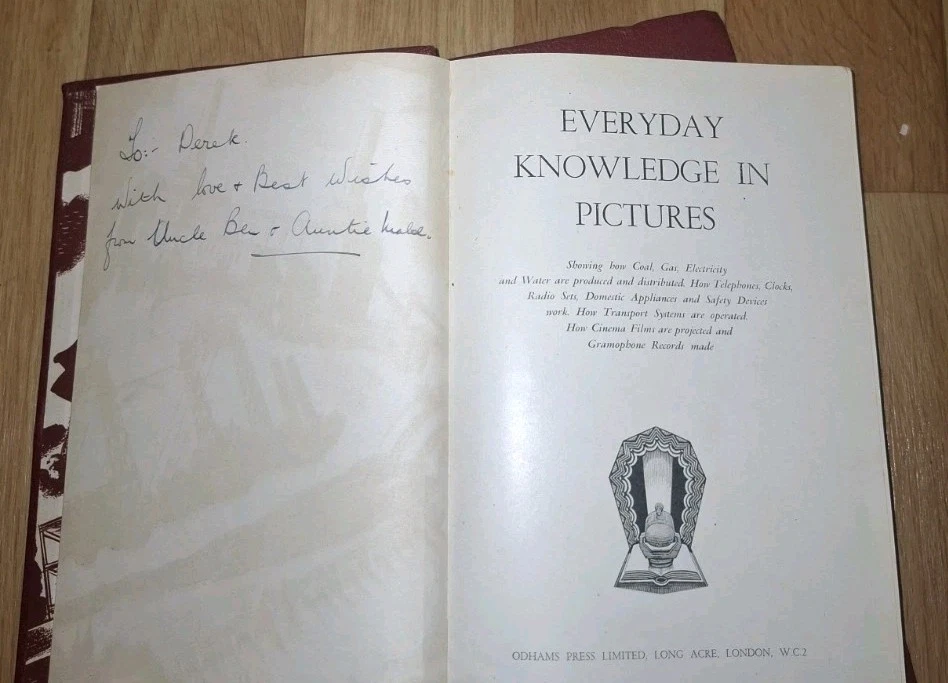 To:- Derek.
With love + Best Wishes
from Uncle Ben & Auntie
EVERYDAY
KNOWLEDGE IN
PICTURES
Showing how Coal, Gas, Electricity
and Water are produced and distributed. How Telephones, Clocks,
Radio Sets, Domestic Appliances and Safety Devices
work. How Transport Systems are operated.
How Cinema Films are projected and
Gramophone Records made
ODHAMS PRESS LIMITED, LONG ACRE, LONDON, W.C.2